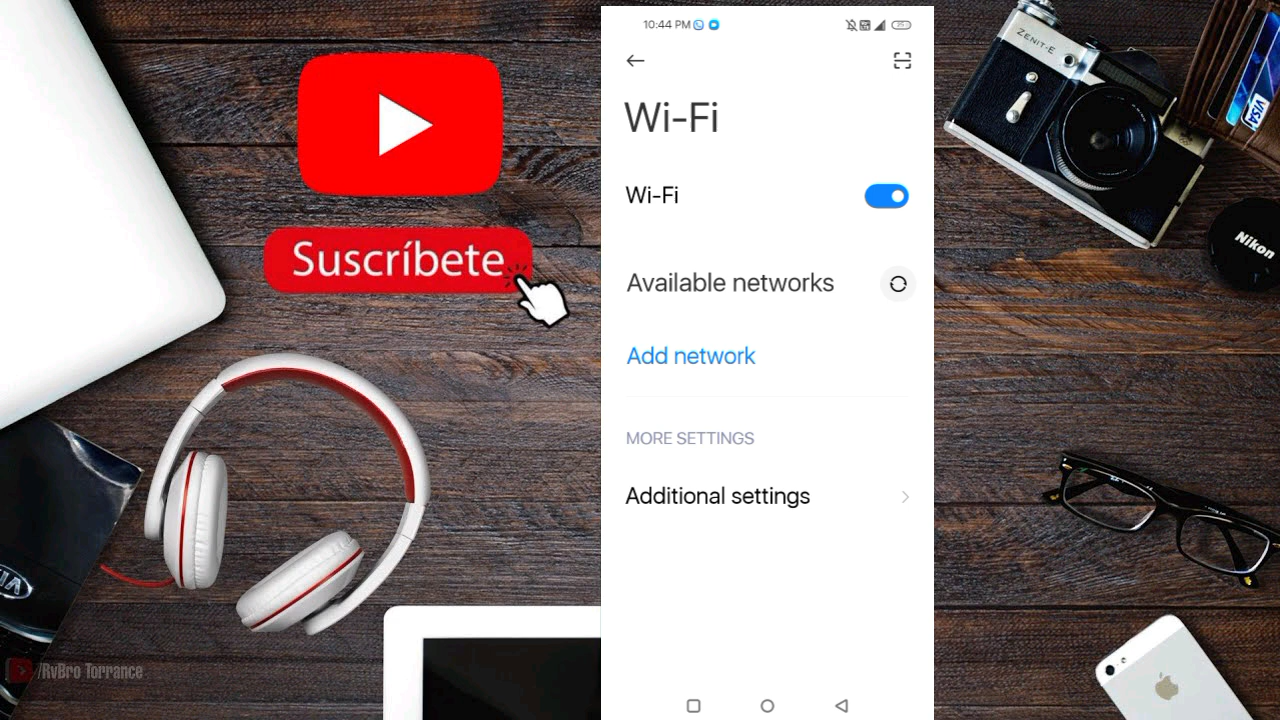 10:44 PM
Wi-Fi
Wi-Fi
Available networks
Add network
MORE SETTINGS
Additional settings
Suscríbete
ZENIT-E
VISA
Nikon
KIA
/RvBro Torrance